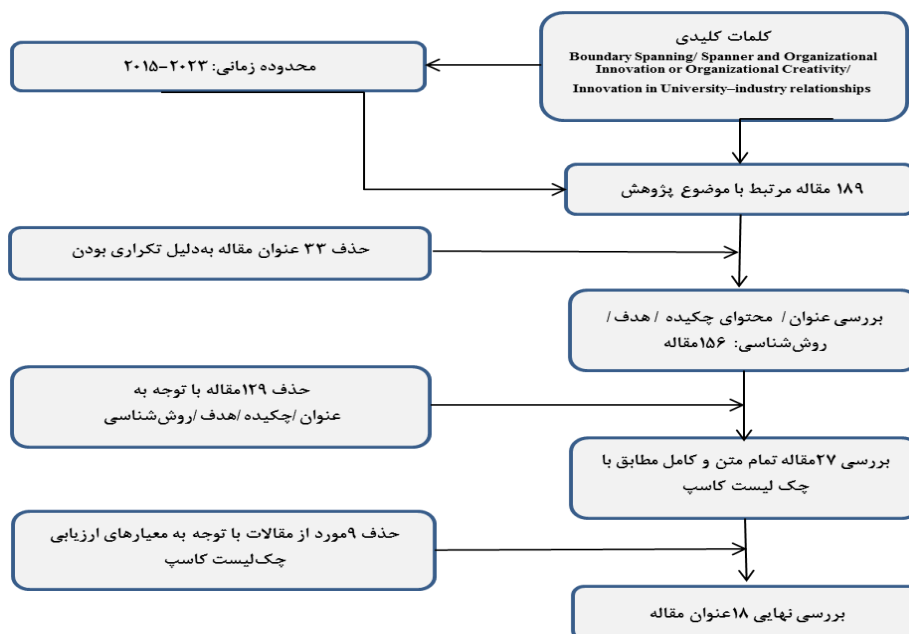 کلمات کلیدی
Boundary Spanning/ Spanner and Organizational
Innovation or Organizational Creativity/
Innovation in University–industry relationships
محدوده زمانی: ۲۰۲۳-۲۰۱۵
۱۸۹ مقاله مرتبط با موضوع پژوهش
حذف ۳۳ عنوان مقاله به‌دلیل تکراری بودن
بررسی عنوان/ محتوای چکیده /هدف/
روش‌شناسی: ۱۵۶مقاله
حذف ۱۲۹مقاله با توجه به
عنوان/چکیده/هدف/روش‌شناسی
بررسی ۲۷مقاله تمام متن و کامل مطابق با
چک لیست کاسپ
حذف ۹مورد از مقالات با توجه به معیارهای ارزیابی
چک‌لیست کاسپ
بررسی نهایی ۱۸عنوان مقاله